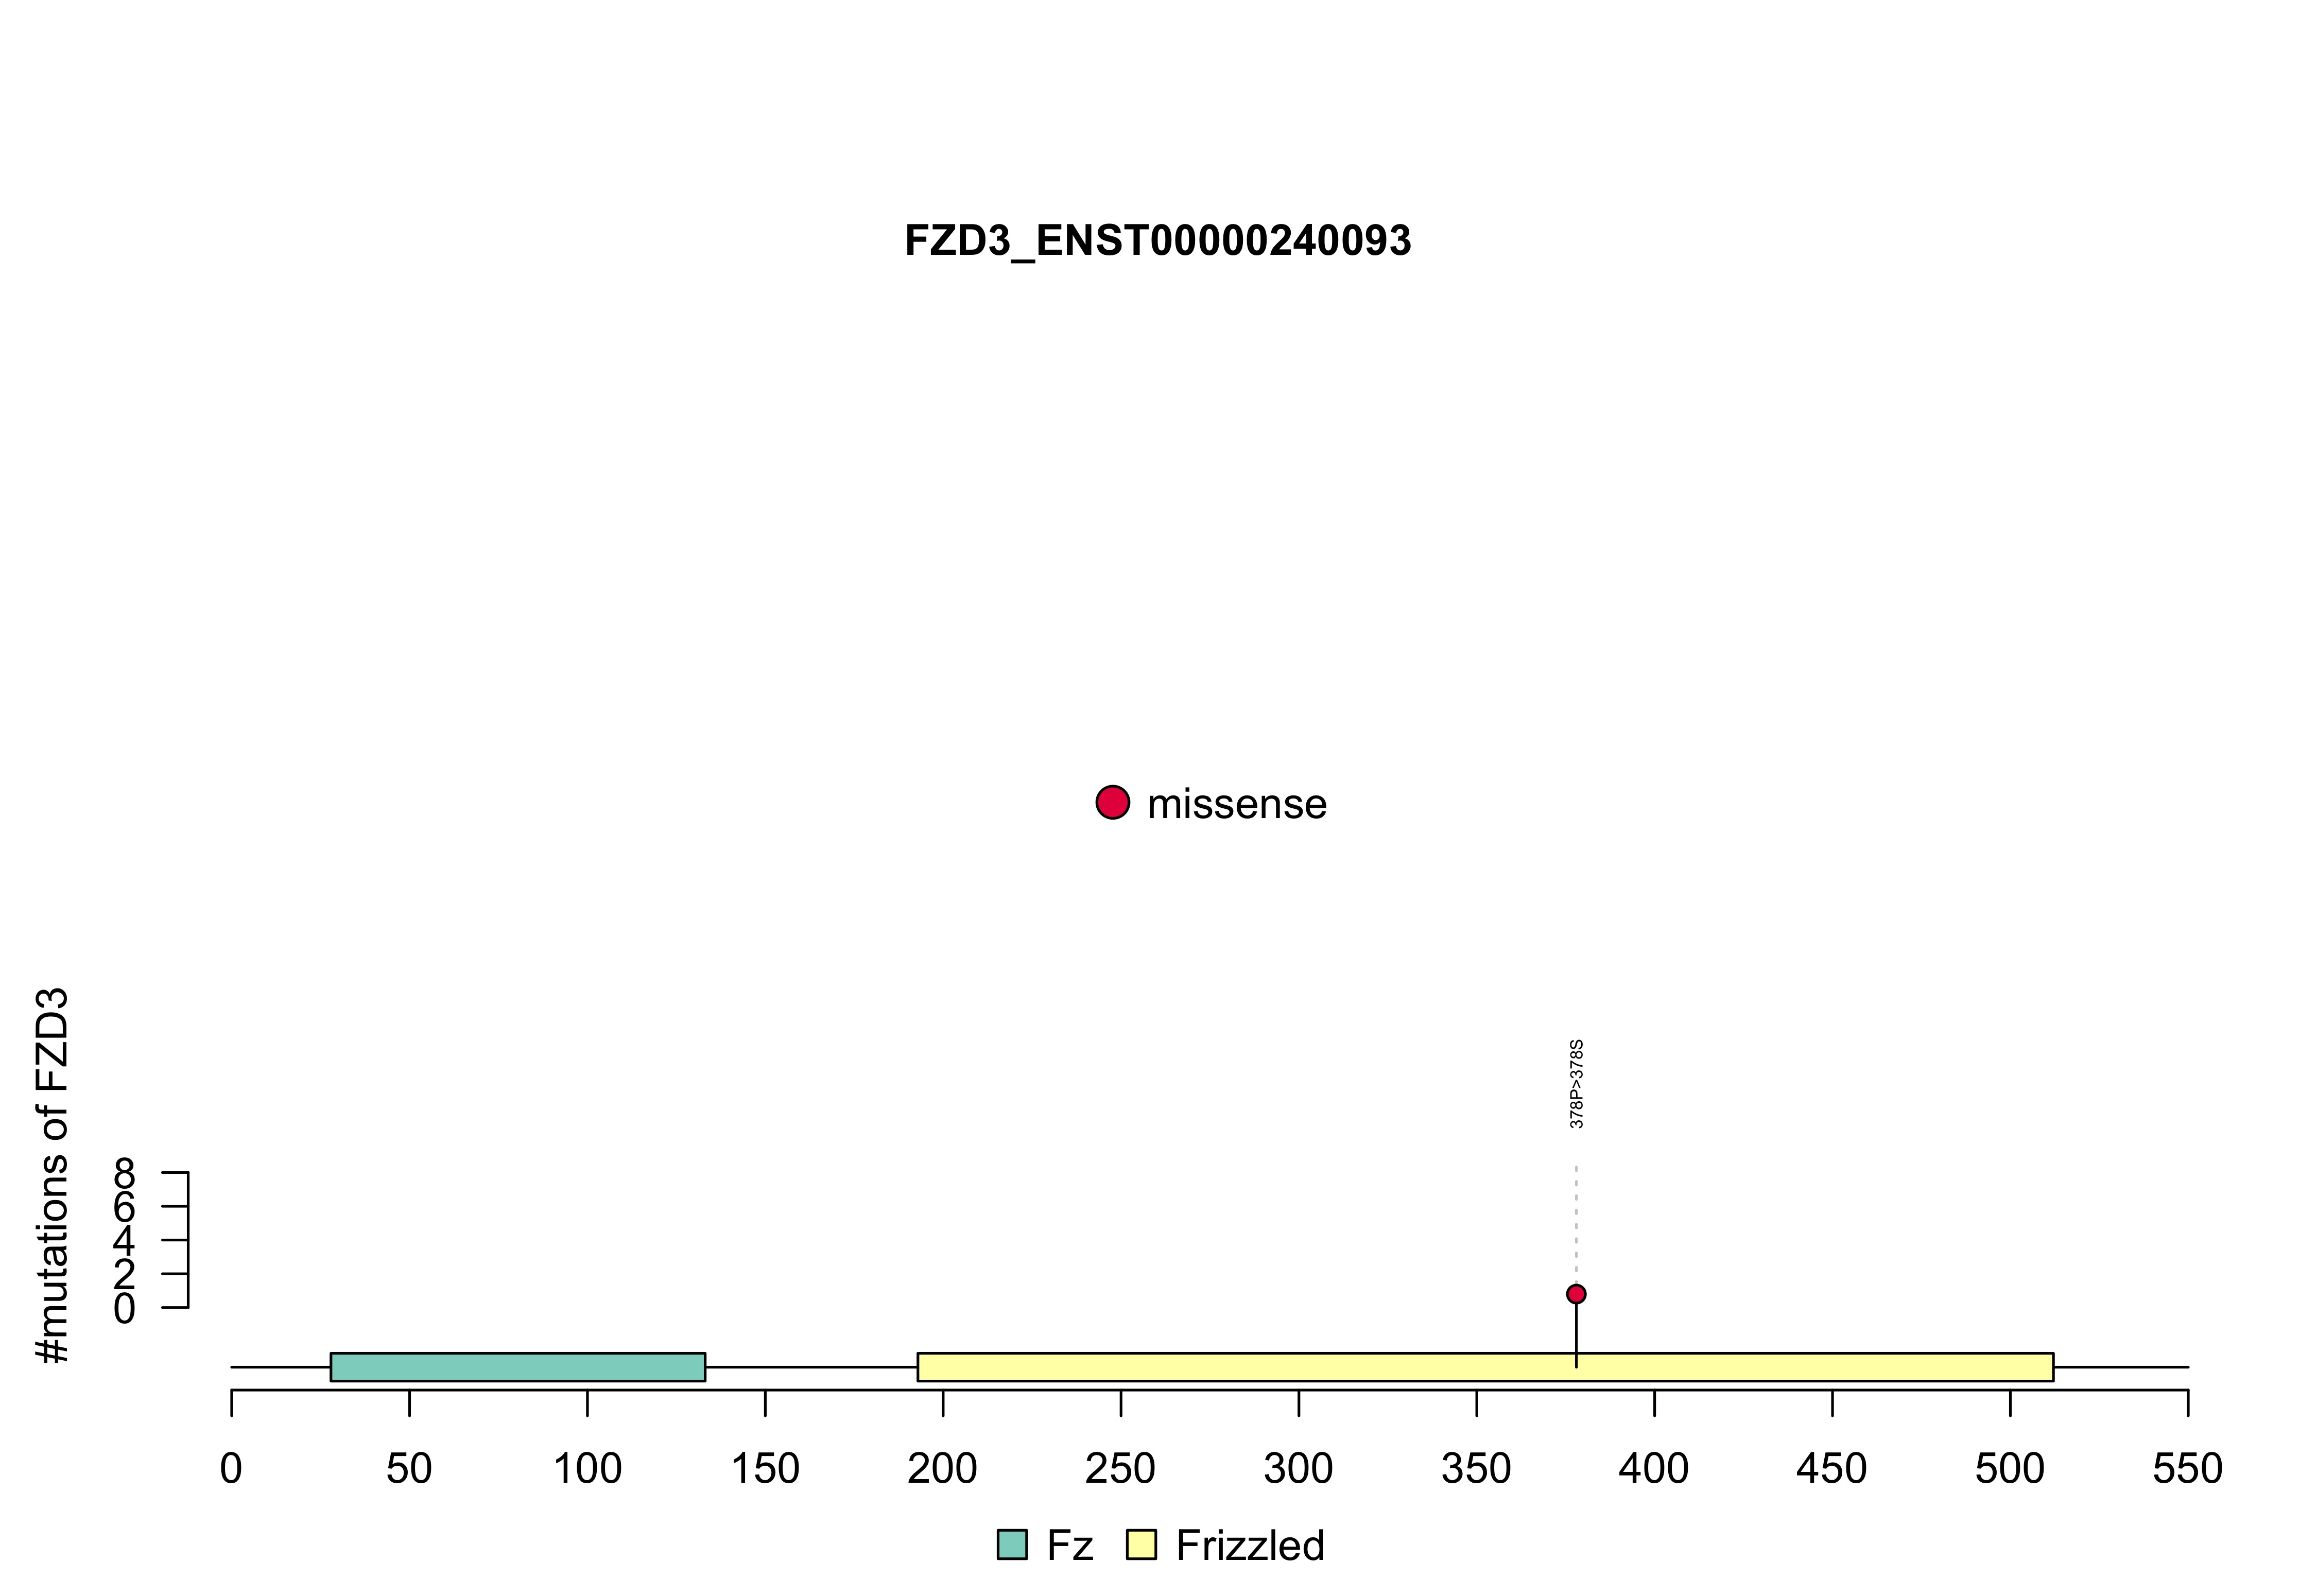 FZD3_ENST00000240093
missense
#mutations of FZD3
378P>378S
8
6
4
2
0
0 50 100 150 200 250 300 350 400 450 500 550
Fz Frizzled